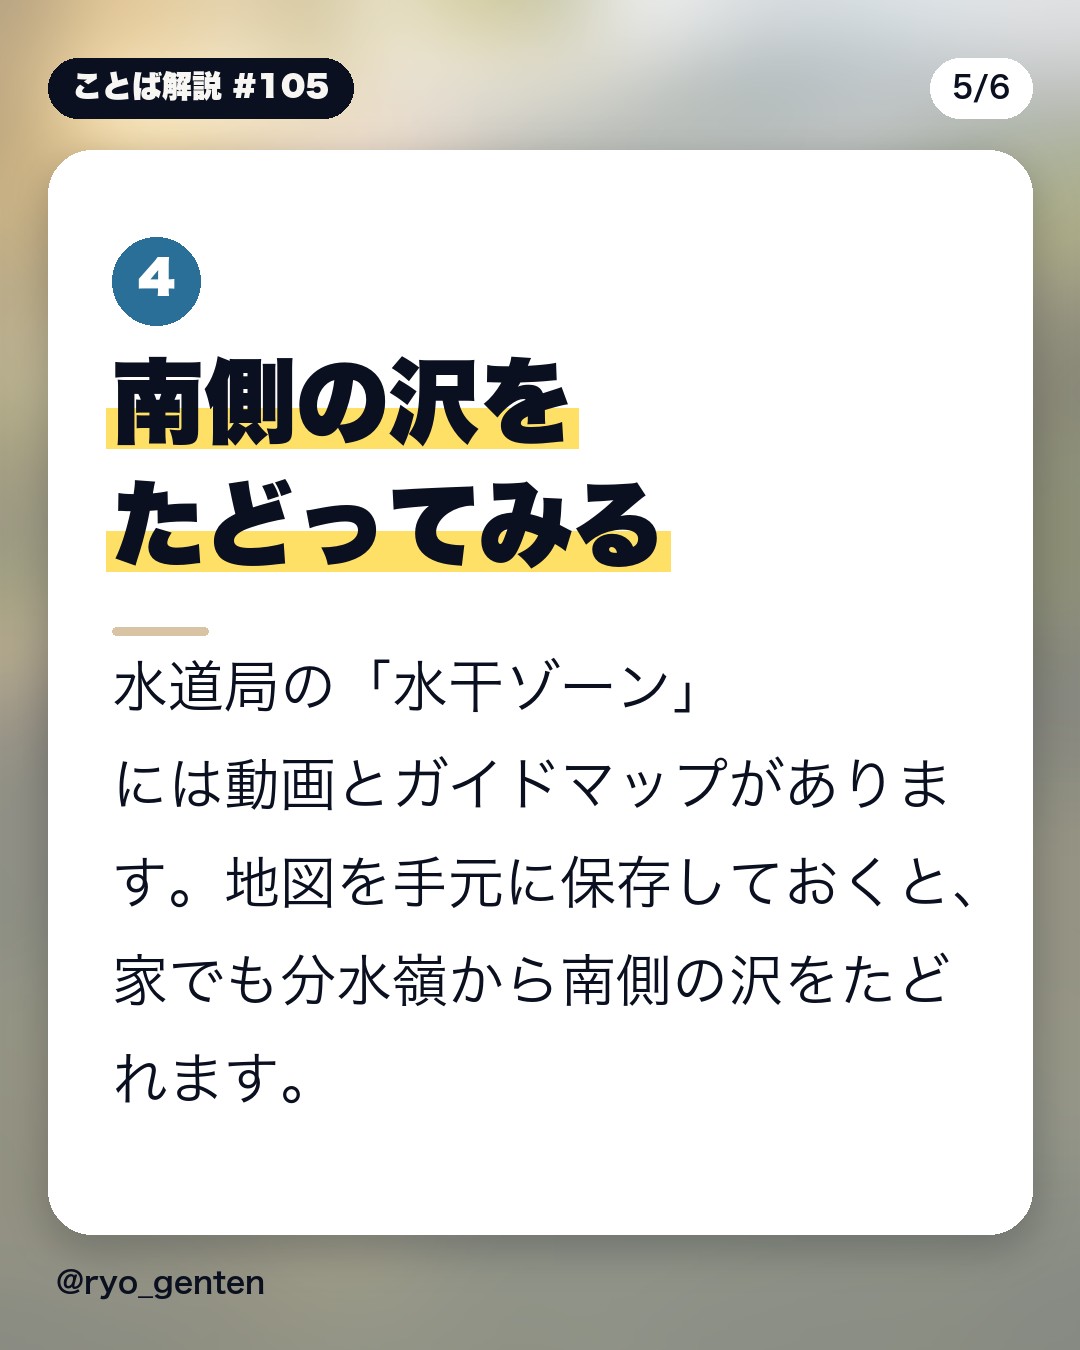 ことば解説 #105
5/6
4
南側の沢を
たどってみる
水道局の「水干ゾーン」
には動画とガイドマップがありま
す。地図を手元に保存しておくと、
家でも分水嶺から南側の沢をたど
れます。
@ryo_genten